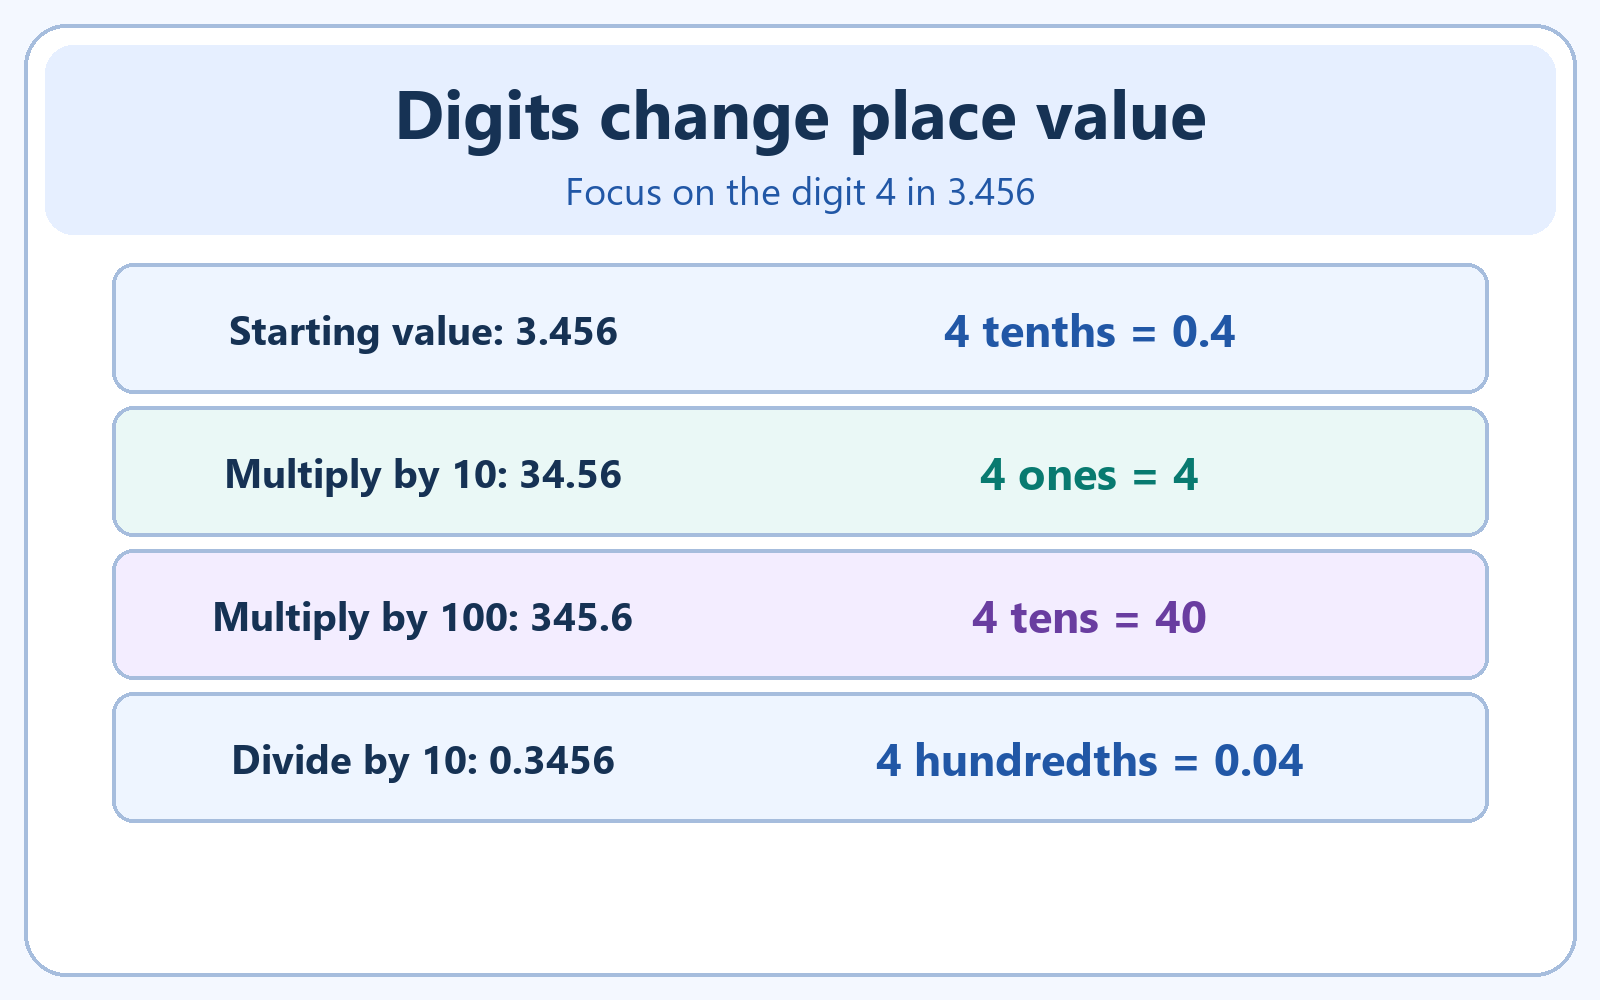 Digits change place value
Focus on the digit 4 in 3.456
Starting value: 3.456
4 tenths = 0.4
Multiply by 10: 34.56
4 ones = 4
Multiply by 100: 345.6
4 tens = 40
Divide by 10: 0.3456
4 hundredths = 0.04